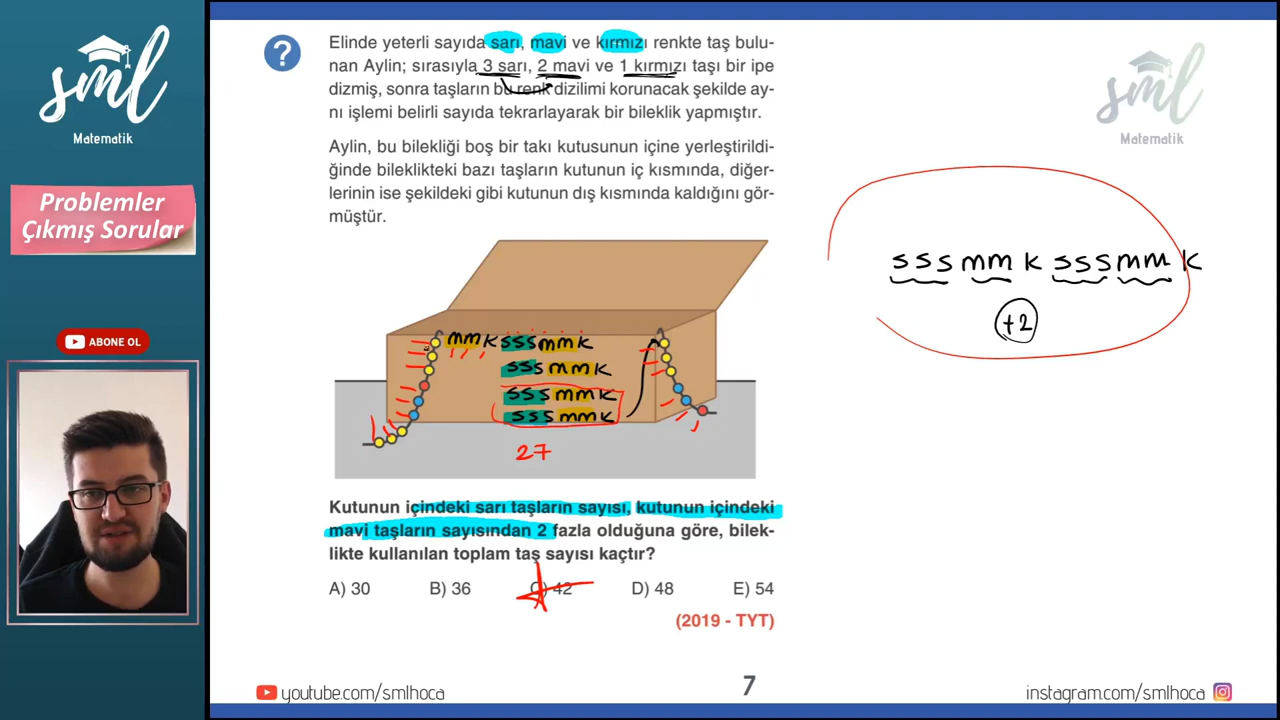 sml
Matematik
Problemler
Çıkmış Sorular
ABONE OL
?
Elinde yeterli sayıda sarı, mavi ve kırmızı renkte taş bulu-
nan Aylin; sırasıyla 3 sarı, 2 mavi ve 1 kırmızı taşı bir ipe
dizmiş, sonra taşların bu renk dizilimi korunacak şekilde ay-
nı işlemi belirli sayıda tekrarlayarak bir bileklik yapmıştır.
Aylin, bu bilekliği boş bir takı kutusunun içine yerleştirildi-
ğinde bileklikteki bazı taşların kutunun iç kısmında, diğer-
lerinin ise şekildeki gibi kutunun dış kısmında kaldığını gör-
müştür.
mmk sssmmk
sssmmk
sssmmk
sssmmk
27
Kutunun içindeki sarı taşların sayısı, kutunun içindeki
mavi taşların sayısından 2 fazla olduğuna göre, bilek-
likte kullanılan toplam taş sayısı kaçtır?
A) 30 B) 36 C) 42 D) 48 E) 54
(2019 - TYT)
sml
Matematik
sss mm k sss mm k
+2
youtube.com/smlhoca
7
instagram.com/smlhoca